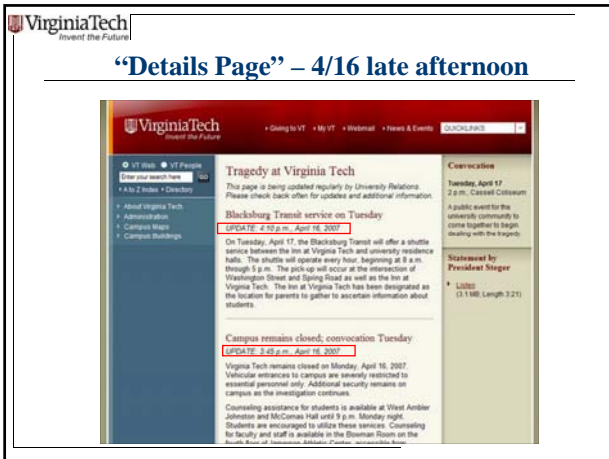 VirginiaTech
Invent the Future
“Details Page” – 4/16 late afternoon
VirginiaTech
Invent the Future
Giving to VT My VT Webmail News & Events QUICKLINKS
VT Web VT People
Enter your search here GO
A to Z Index Directory
About Virginia Tech
Administration
Campus Maps
Campus Buildings
Tragedy at Virginia Tech
This page is being updated regularly by University Relations.
Please check back often for updates and additional information.
Blacksburg Transit service on Tuesday
UPDATE: 4:10 p.m., April 16, 2007
On Tuesday, April 17, the Blacksburg Transit will offer a shuttle
service between the Inn at Virginia Tech and university residence
halls. The shuttle will operate every hour, beginning at 8 a.m.
through 5 p.m. The pick-up will occur at the intersection of
Washington Street and Spring Road as well as the Inn at
Virginia Tech. The Inn at Virginia Tech has been designated as
the location for parents to gather to ascertain information about
students.
Campus remains closed; convocation Tuesday
UPDATE: 3:45 p.m., April 16, 2007
Virginia Tech remains closed on Monday, April 16, 2007.
Vehicular entrances to campus are severely restricted to
essential personnel only. Additional security remains on
campus as the investigation continues.
Counseling assistance for students is available at West Ambler
Johnston and McComas Hall until 9 p.m. Monday night.
Students are encouraged to utilize these services. Counseling
for faculty and staff is available in the Bowman Room on the
Convocation
Tuesday, April 17
2 p.m., Cassell Coliseum
A public event for the
university community to
come together to begin
dealing with the tragedy.
Statement by
President Steger
Listen
(3.1 MB; Length 3:21)